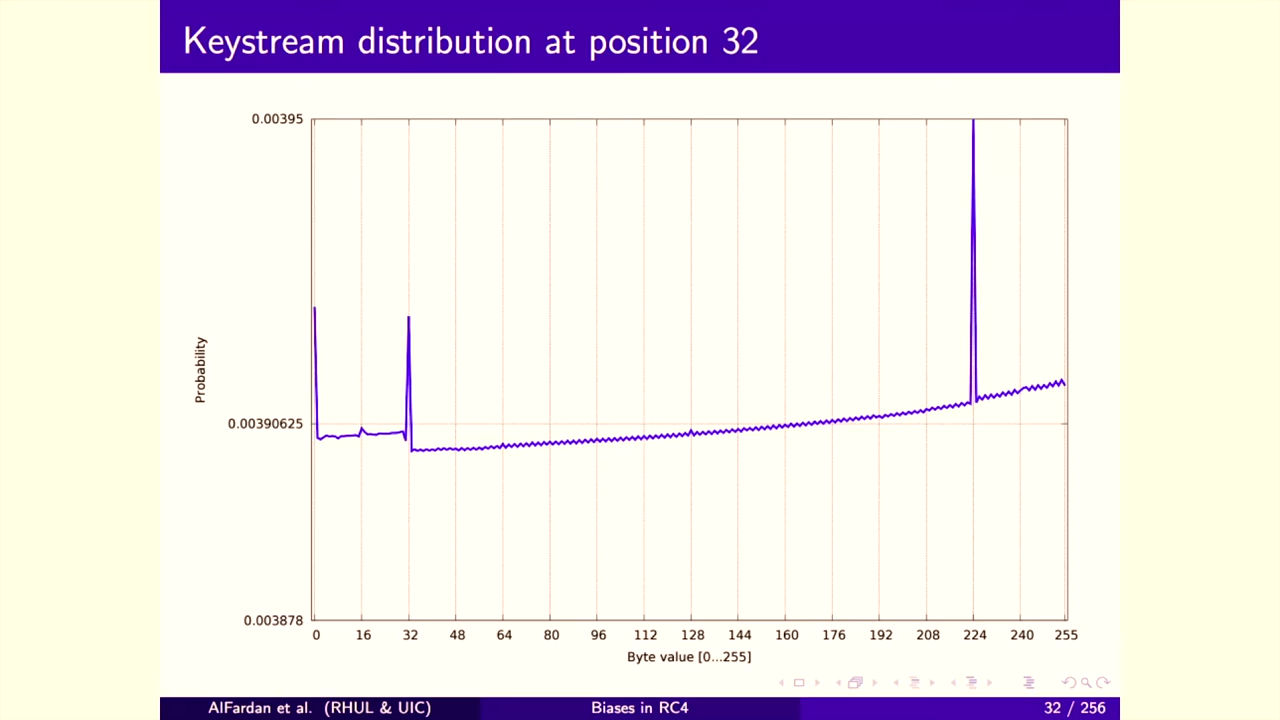 Keystream distribution at position 32
0.00395
0.00390625
0.003878
Probability
0 16 32 48 64 80 96 112 128 144 160 176 192 208 224 240 255
Byte value [0...255]
AlFardan et al. (RHUL & UIC) Biases in RC4 32 / 256